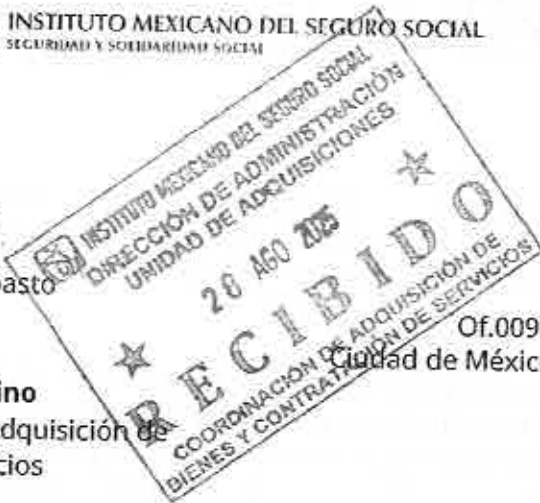 INSTITUTO MEXICANO DEL SEGURO SOCIAL
SEGURIDAD Y SOLIDARIDAD SOCIAL
INSTITUTO MEXICANO DEL SEGURO SOCIAL
DIRECCIÓN DE ADMINISTRACIÓN
UNIDAD DE ADQUISICIONES
AGO 2025
RECIBIDO
COORDINACIÓN DE ADQUISICIÓN DE
BIENES Y CONTRATACIÓN DE SERVICIOS
basto
Of.009
Ciudad de Méxic
ino
dquisición de
cios